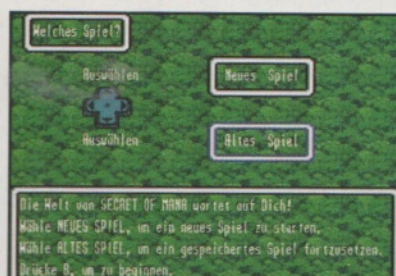 Welches Spiel?
Auswählen
Neues Spiel
Auswählen
Altes Spiel
Die Welt von SECRET OF MANA wartet auf Dich!
Wähle NEUES SPIEL, um ein neues Spiel zu starten.
Wähle ALTES SPIEL, um ein gespeichertes Spiel fortzusetzen.
Drücke B, um zu beginnen.